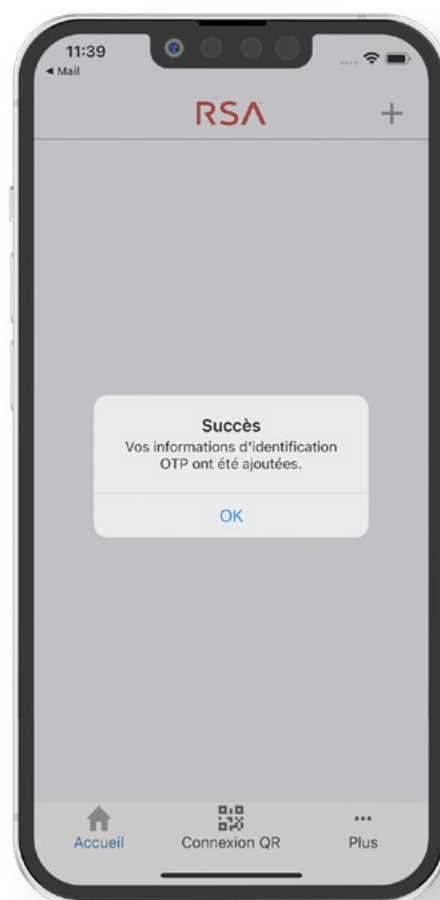 11:39
◀ Mail
RSA
+
Succès
Vos informations d'identification
OTP ont été ajoutées.
OK
Accueil
Connexion QR
Plus